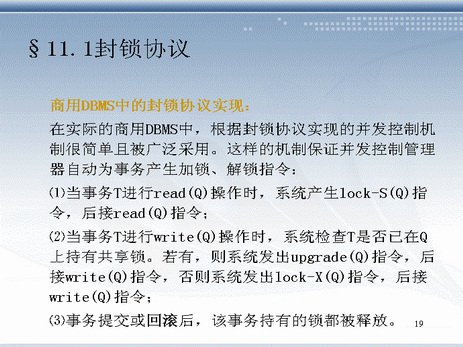 §11.1封锁协议
商用DBMS中的封锁协议实现：
在实际的商用DBMS中，根据封锁协议实现的并发控制机
制很简单且被广泛采用。这样的机制保证并发控制管理
器自动为事务产生加锁、解锁指令：
⑴当事务T进行read(Q)操作时，系统产生lock-S(Q)指
令，后接read(Q)指令；
⑵当事务T进行write(Q)操作时，系统检查T是否已在Q
上持有共享锁。若有，则系统发出upgrade(Q)指令，后
接write(Q)指令，否则系统发出lock-X(Q)指令，后接
write(Q)指令；
⑶事务提交或回滚后，该事务持有的锁都被释放。
19